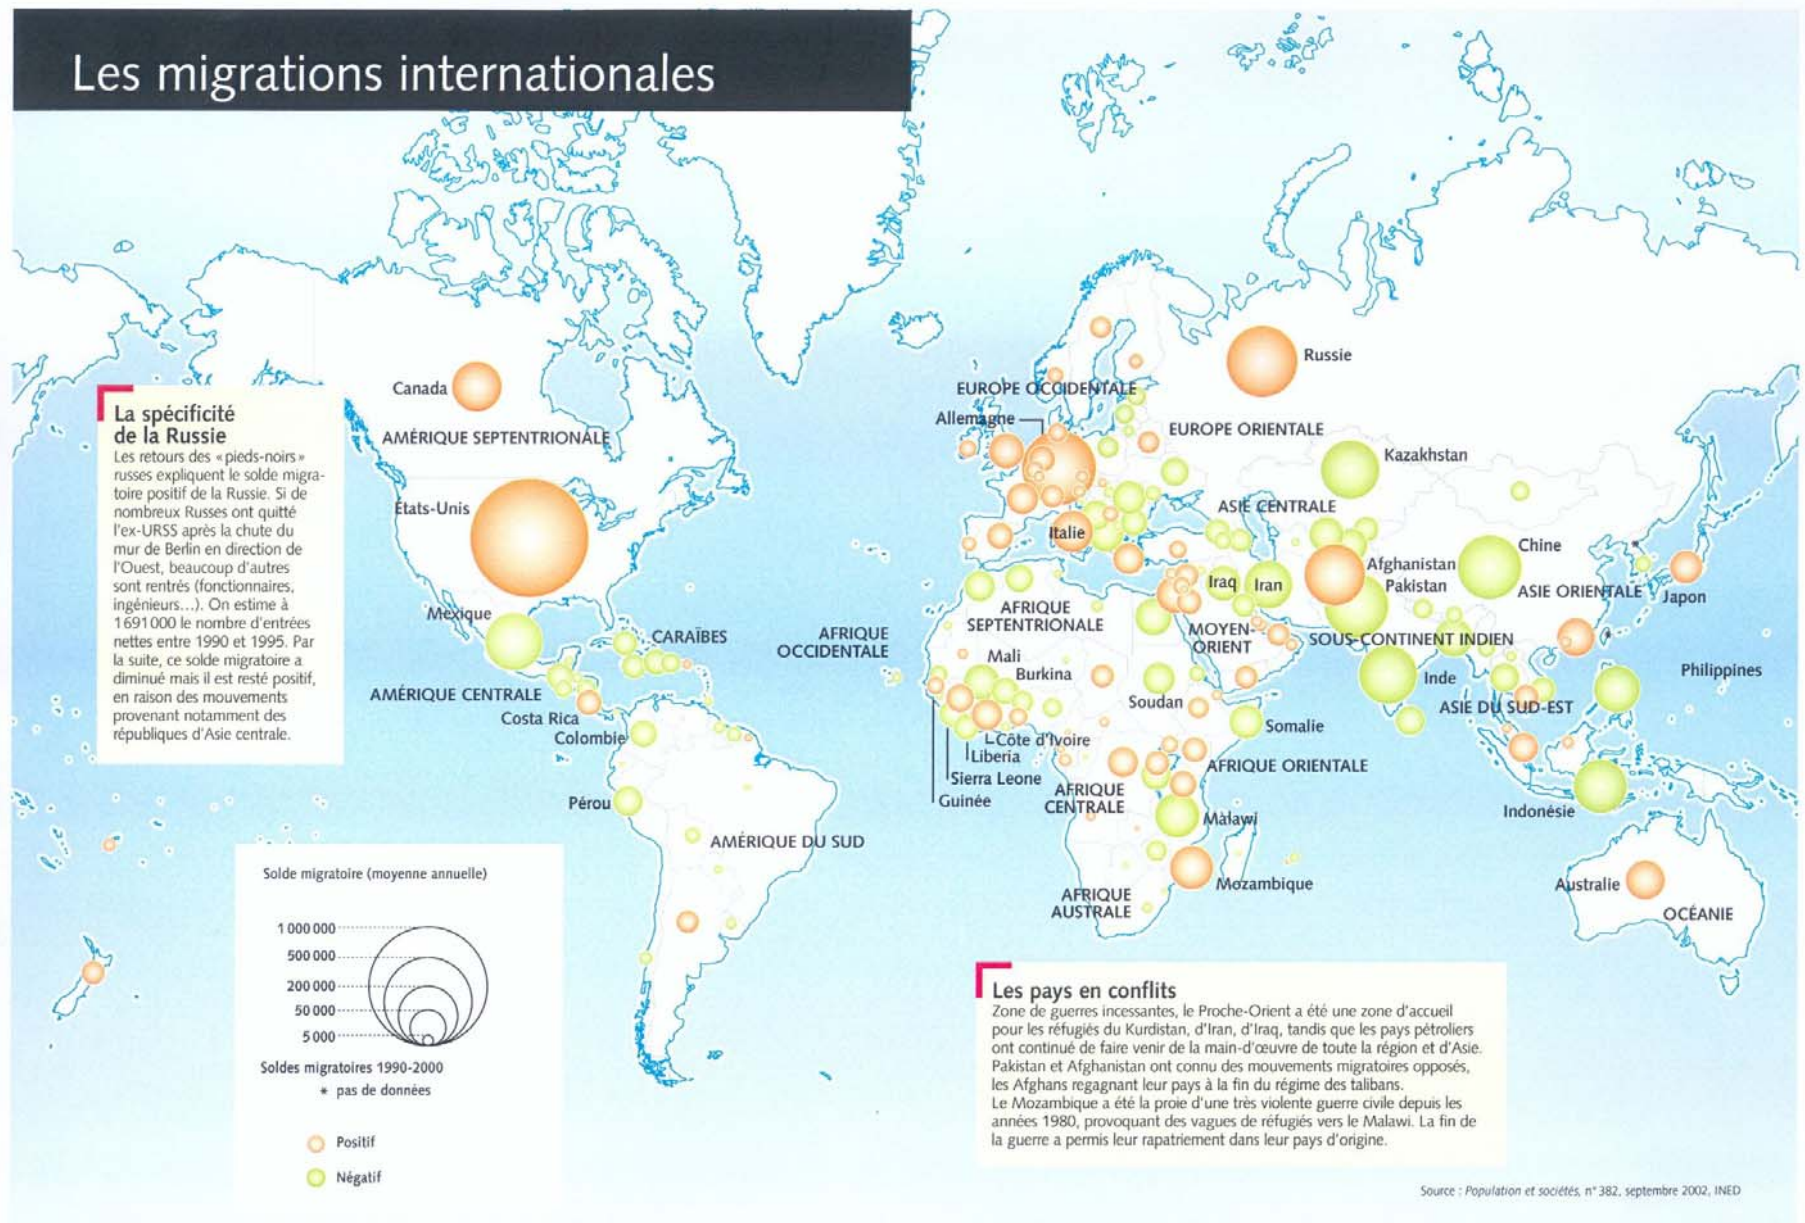 Les migrations internationales
La spécificité
de la Russie
Les retours des «pieds-noirs»
russes expliquent le solde migra-
toire positif de la Russie. Si de
nombreux Russes ont quitté
l'ex-URSS après la chute du
mur de Berlin en direction de
l'Ouest, beaucoup d'autres
sont rentrés (fonctionnaires,
ingénieurs...). On estime à
1 691 000 le nombre d'entrées
nettes entre 1990 et 1995. Par
la suite, ce solde migratoire a
diminué mais il est resté positif,
en raison des mouvements
provenant notamment des
républiques d'Asie centrale.
Canada
AMÉRIQUE SEPTENTRIONALE
États-Unis
Mexique
CARAÏBES
AMÉRIQUE CENTRALE
Costa Rica
Colombie
Pérou
AMÉRIQUE DU SUD
Russie
EUROPE OCCIDENTALE
Allemagne
EUROPE ORIENTALE
Kazakhstan
ASIE CENTRALE
Italie
Chine
Afghanistan
Iraq
Iran
Pakistan
ASIE ORIENTALE
Japon
AFRIQUE
SEPTENTRIONALE
AFRIQUE
OCCIDENTALE
MOYEN-
ORIENT
SOUS-CONTINENT INDIEN
Mali
Burkina
Philippines
Inde
Soudan
ASIE DU SUD-EST
Somalie
Côte d'Ivoire
Liberia
AFRIQUE ORIENTALE
Sierra Leone
Guinée
AFRIQUE
CENTRALE
Malawi
Indonésie
Mozambique
Australie
AFRIQUE
AUSTRALE
OCÉANIE
Solde migratoire (moyenne annuelle)
1 000 000
500 000
200 000
50 000
5 000
Soldes migratoires 1990-2000
* pas de données
Positif
Négatif
Les pays en conflits
Zone de guerres incessantes, le Proche-Orient a été une zone d'accueil
pour les réfugiés du Kurdistan, d'Iran, d'Iraq, tandis que les pays pétroliers
ont continué de faire venir de la main-d'œuvre de toute la région et d'Asie.
Pakistan et Afghanistan ont connu des mouvements migratoires opposés,
les Afghans regagnant leur pays à la fin du régime des talibans.
Le Mozambique a été la proie d'une très violente guerre civile depuis les
années 1980, provoquant des vagues de réfugiés vers le Malawi. La fin de
la guerre a permis leur rapatriement dans leur pays d'origine.
Source : Population et sociétés, n° 382, septembre 2002, INED